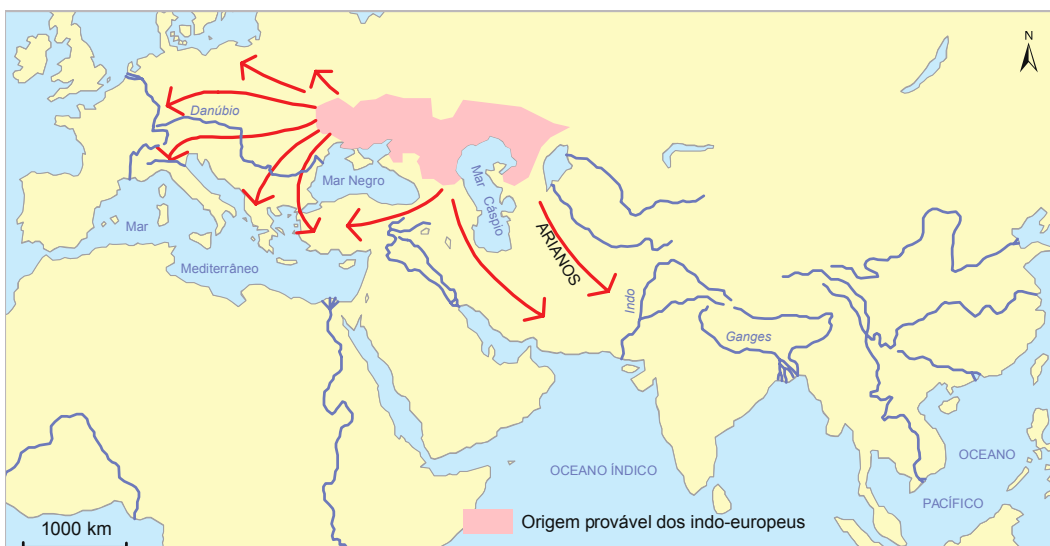 N
Danúbio
Mar Negro
Mar Cáspio
Mar
Mediterrâneo
ARIANOS
Indo
Ganges
OCEANO ÍNDICO
OCEANO
PACÍFICO
1000 km
Origem provável dos indo-europeus